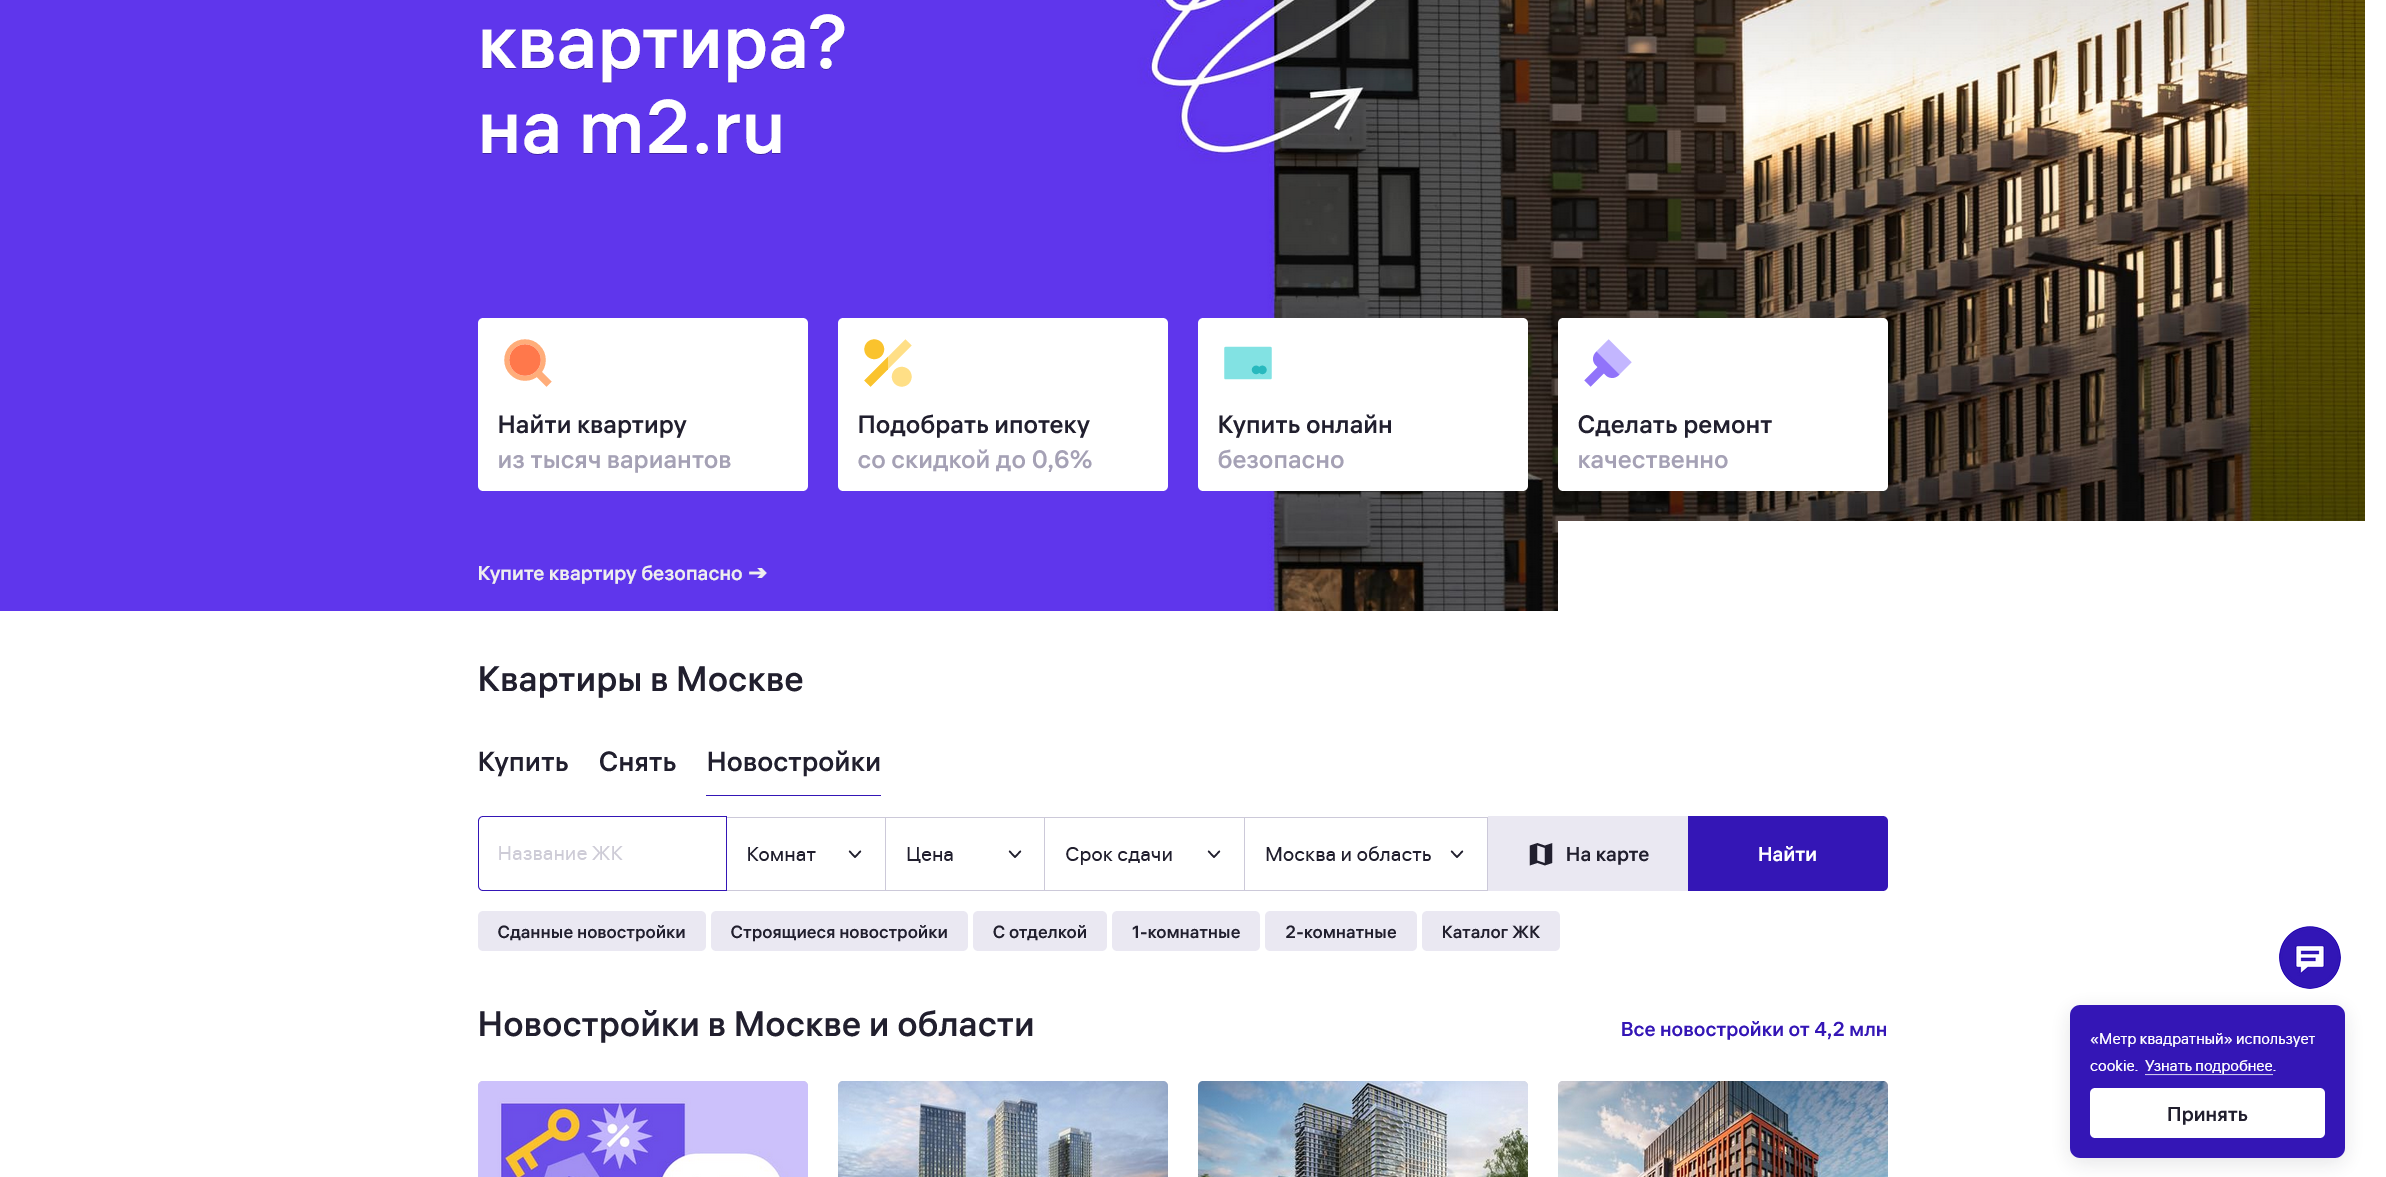 квартира?
на m2.ru
Найти квартиру
из тысяч вариантов
Подобрать ипотеку
со скидкой до 0,6%
Купить онлайн
безопасно
Сделать ремонт
качественно
Купите квартиру безопасно →
Квартиры в Москве
Купить Снять Новостройки
Название ЖК Комнат Цена Срок сдачи Москва и область На карте Найти
Сданные новостройки Строящиеся новостройки С отделкой 1-комнатные 2-комнатные Каталог ЖК
Новостройки в Москве и области
Все новостройки от 4,2 млн
«Метр квадратный» использует
cookie. Узнать подробнее.
Принять